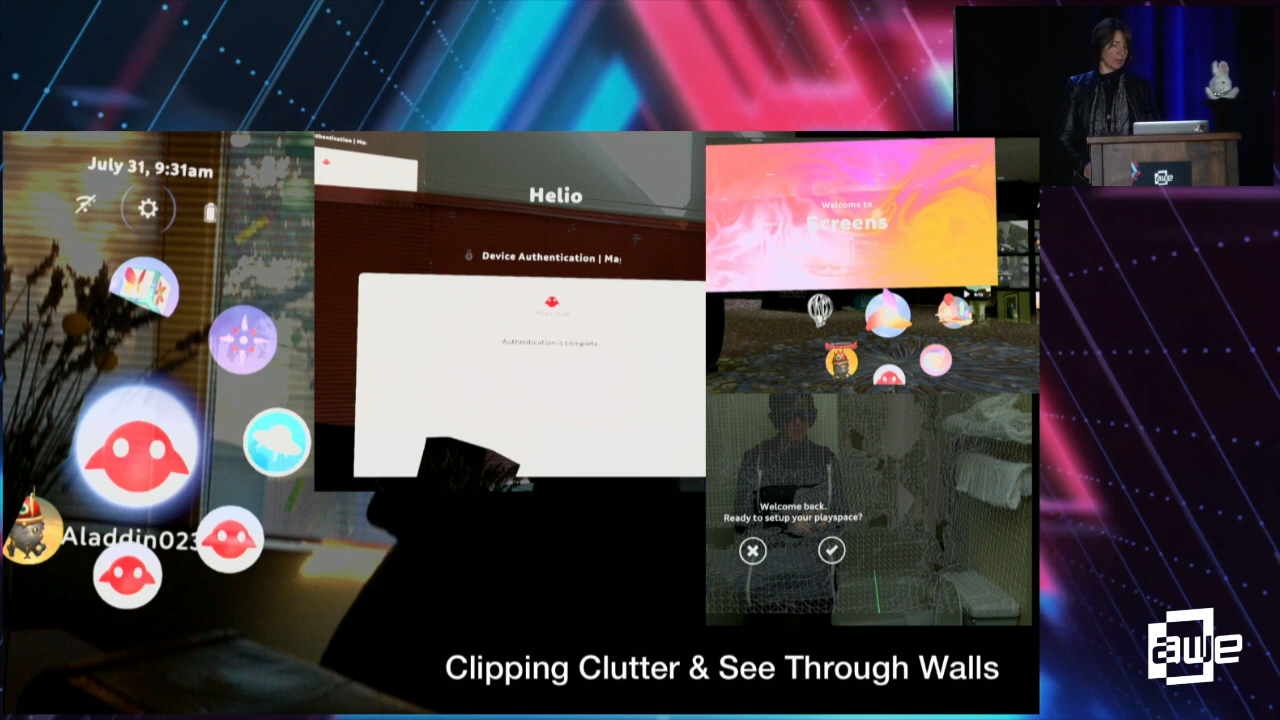 July 31, 9:31am
Aladdin023
Helio
Device Authentication | Ma
Authentication is complete.
Welcome to
Screens
Welcome back.
Ready to setup your playspace?
Clipping Clutter & See Through Walls
awe
awe